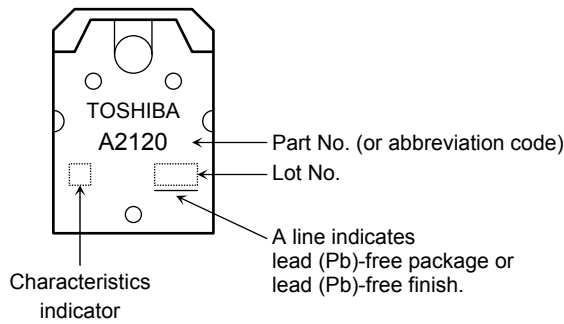 TOSHIBA
A2120
Part No. (or abbreviation code)
Lot No.
A line indicates
lead (Pb)-free package or
lead (Pb)-free finish.
Characteristics
indicator